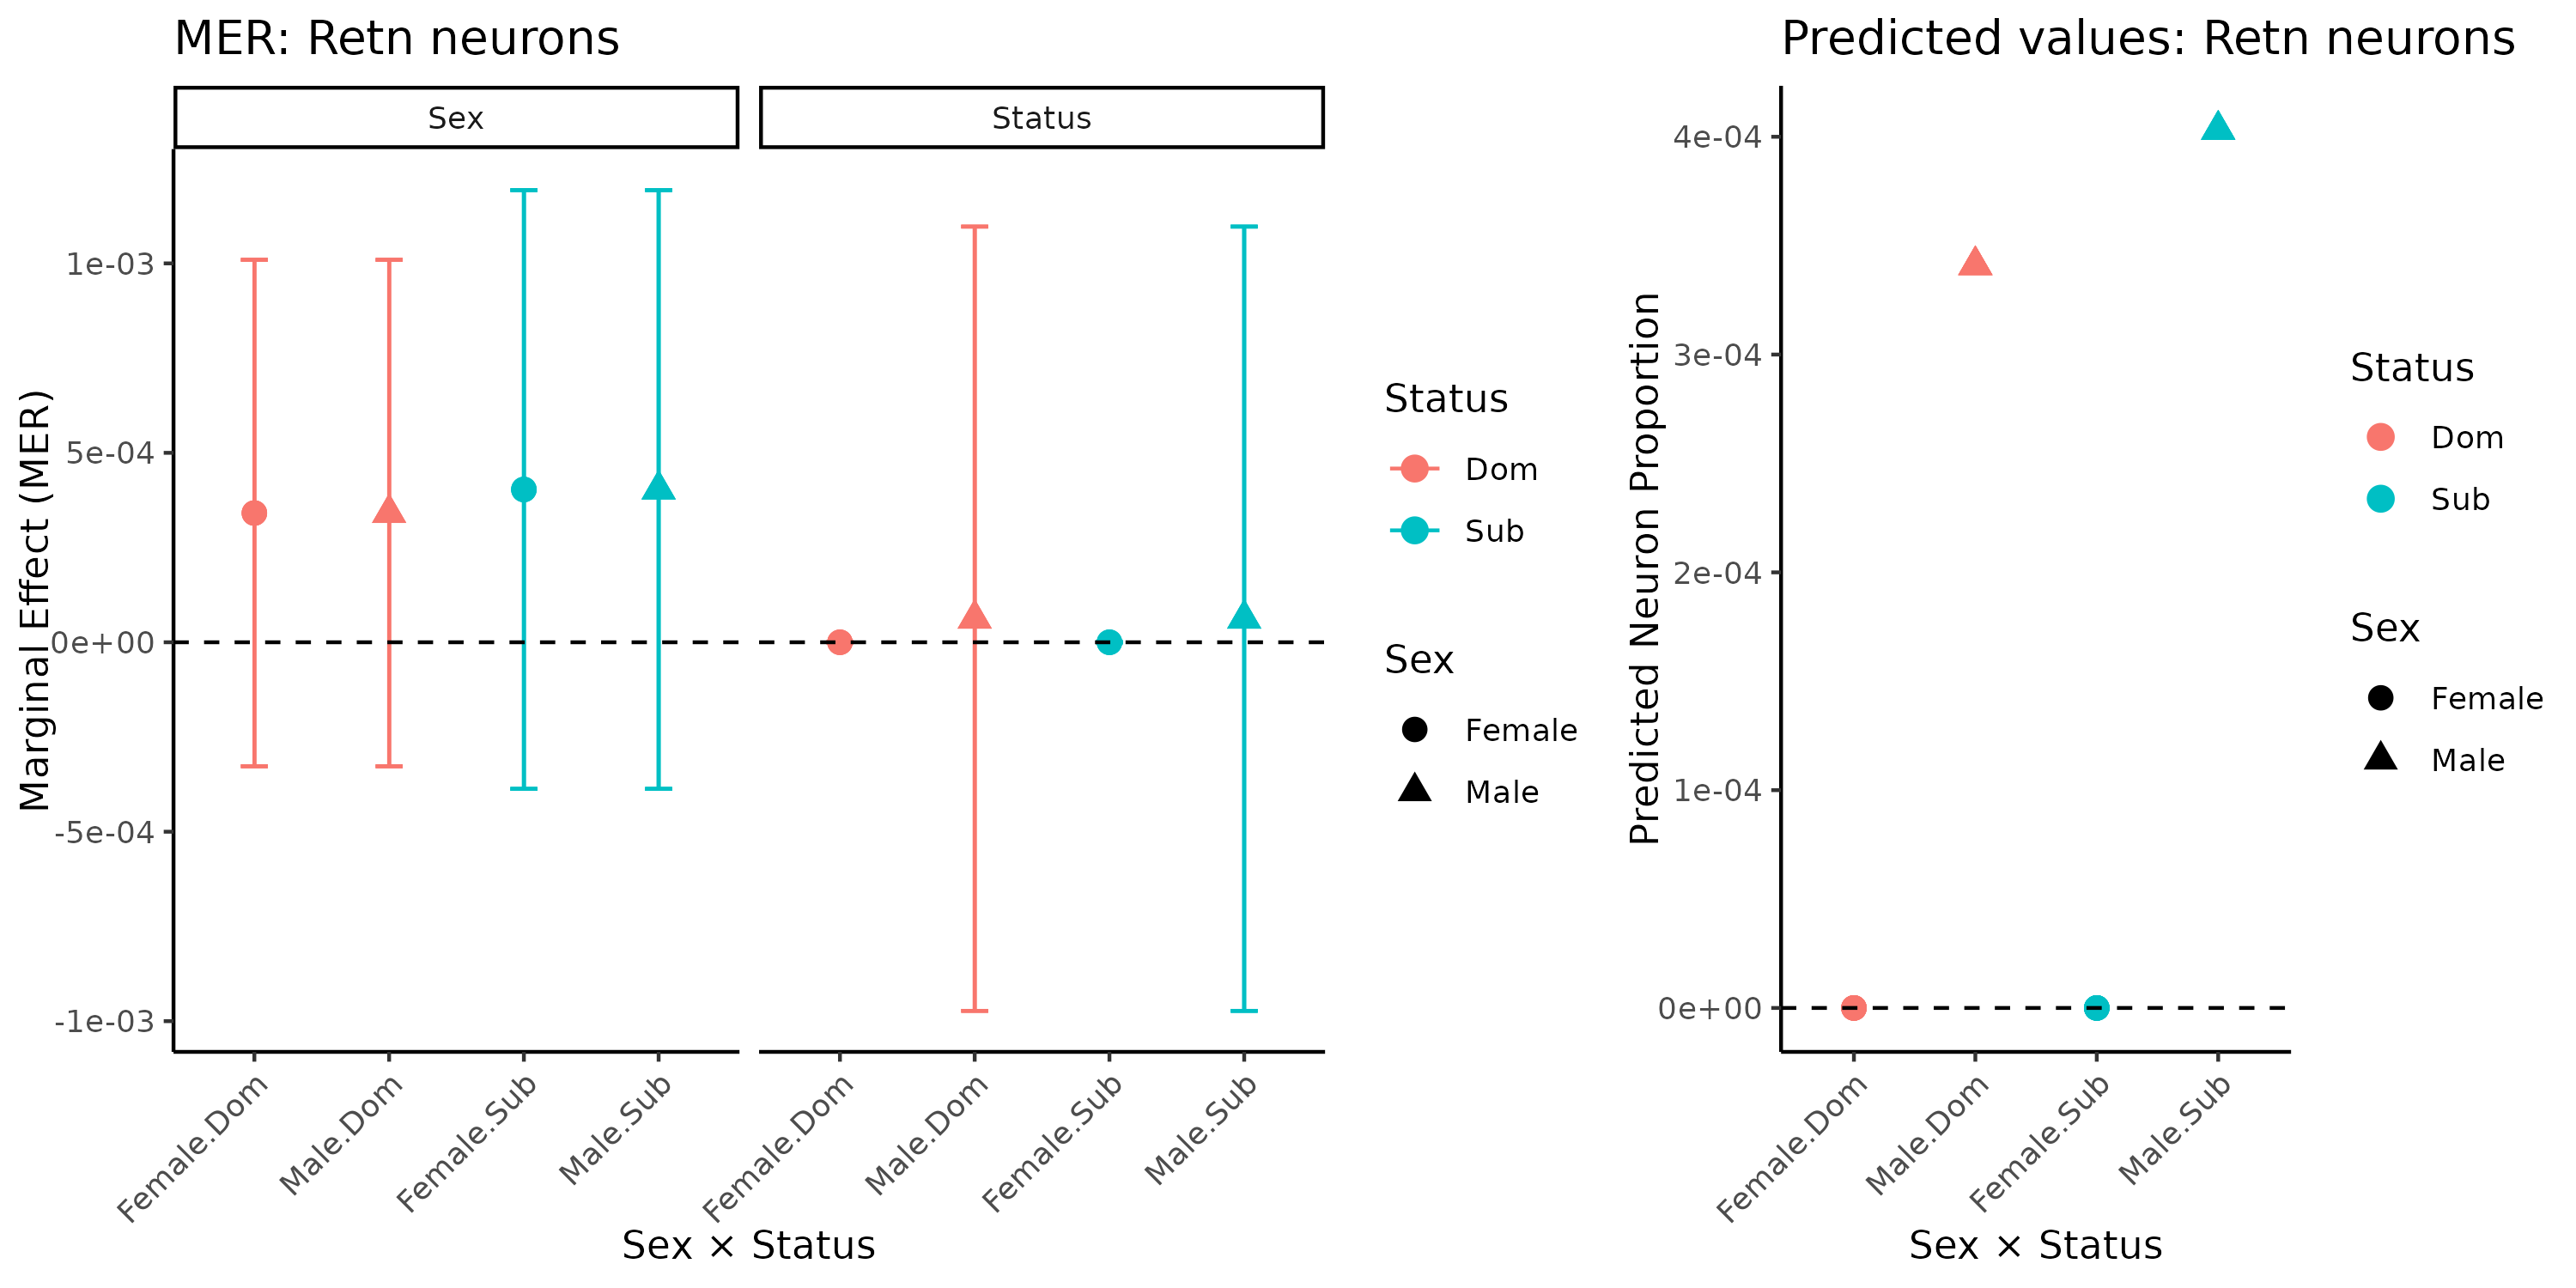 MER: Retn neurons
Sex
Status
Marginal Effect (MER)
1e-03
5e-04
0e+00
-5e-04
-1e-03
Female.Dom
Male.Dom
Female.Sub
Male.Sub
Female.Dom
Male.Dom
Female.Sub
Male.Sub
Sex × Status
Status
Dom
Sub
Sex
Female
Male
Predicted values: Retn neurons
Predicted Neuron Proportion
4e-04
3e-04
2e-04
1e-04
0e+00
Female.Dom
Male.Dom
Female.Sub
Male.Sub
Sex × Status
Status
Dom
Sub
Sex
Female
Male